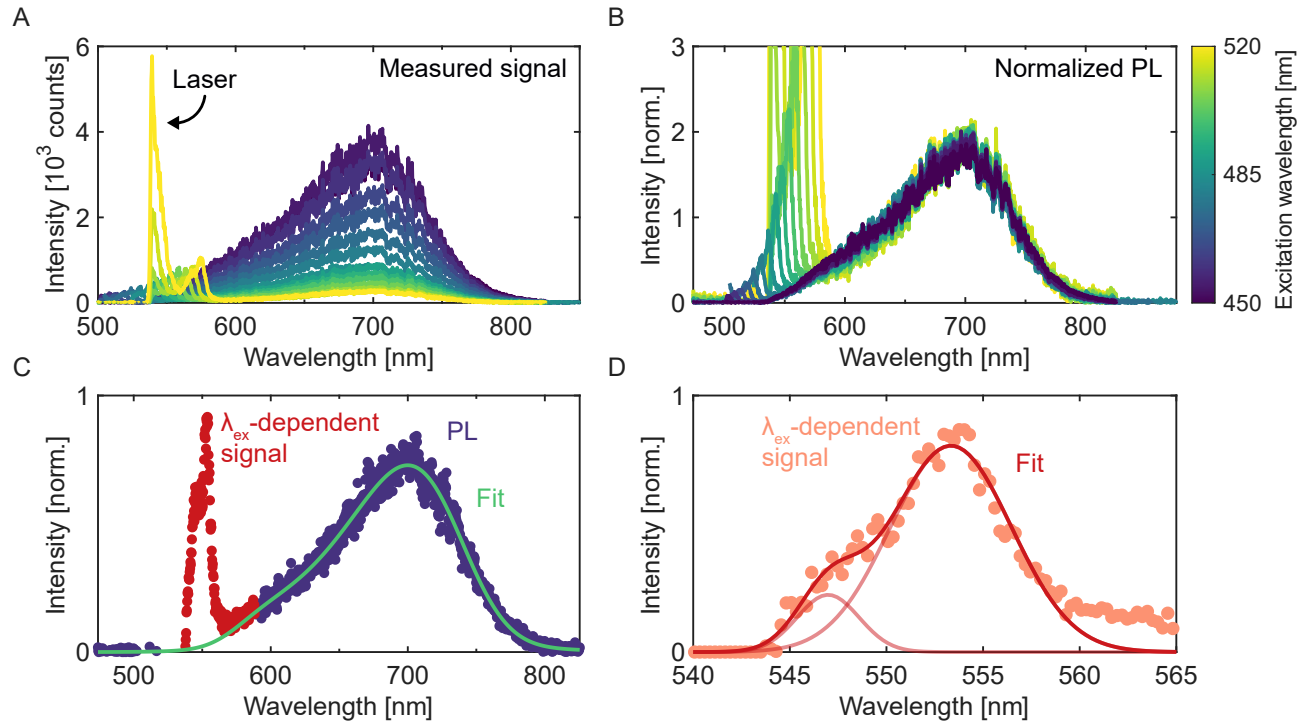 A
6
4
2
0
Intensity [10³ counts]
Laser
Measured signal
500
600
700
800
Wavelength [nm]
B
3
2
1
0
Intensity [norm.]
Normalized PL
500
600
700
800
Wavelength [nm]
520
485
450
Excitation wavelength [nm]
C
1
0
Intensity [norm.]
λex-dependent
signal
PL
Fit
500
600
700
800
Wavelength [nm]
D
1
0
Intensity [norm.]
λex-dependent
signal
Fit
540
545
550
555
560
565
Wavelength [nm]